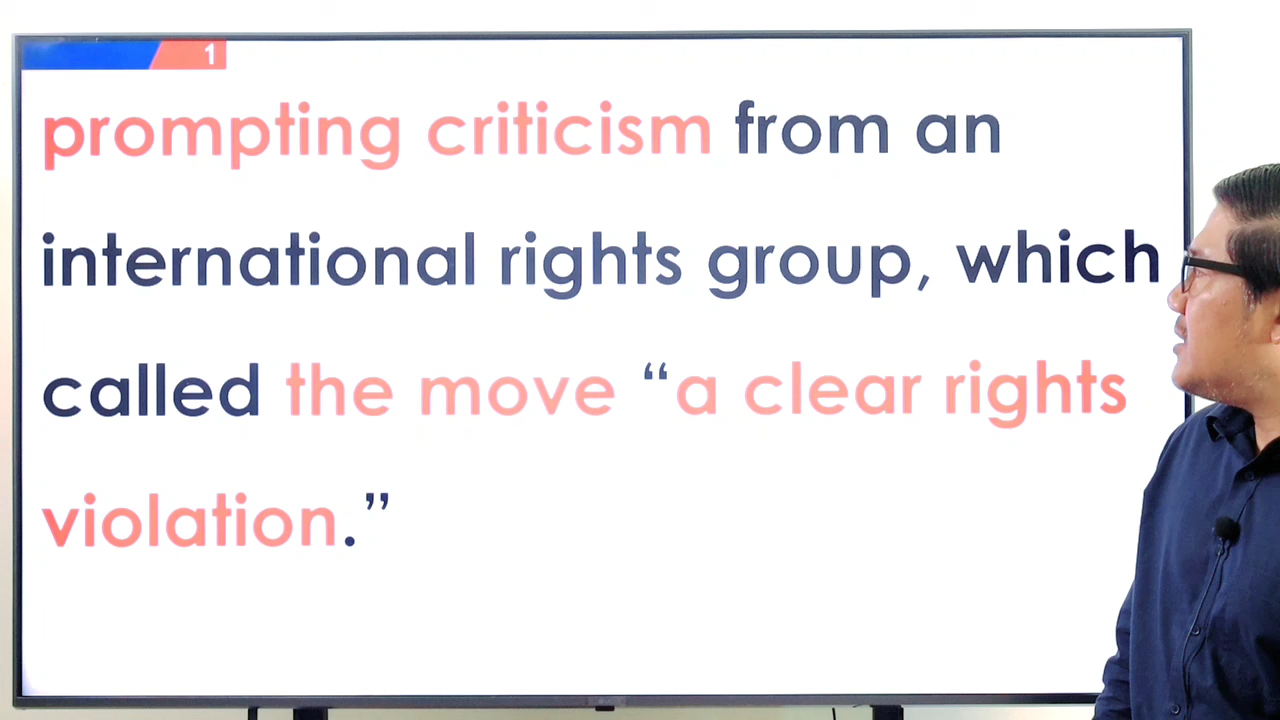 1
prompting criticism from an
international rights group, which
called the move “a clear rights
violation.”